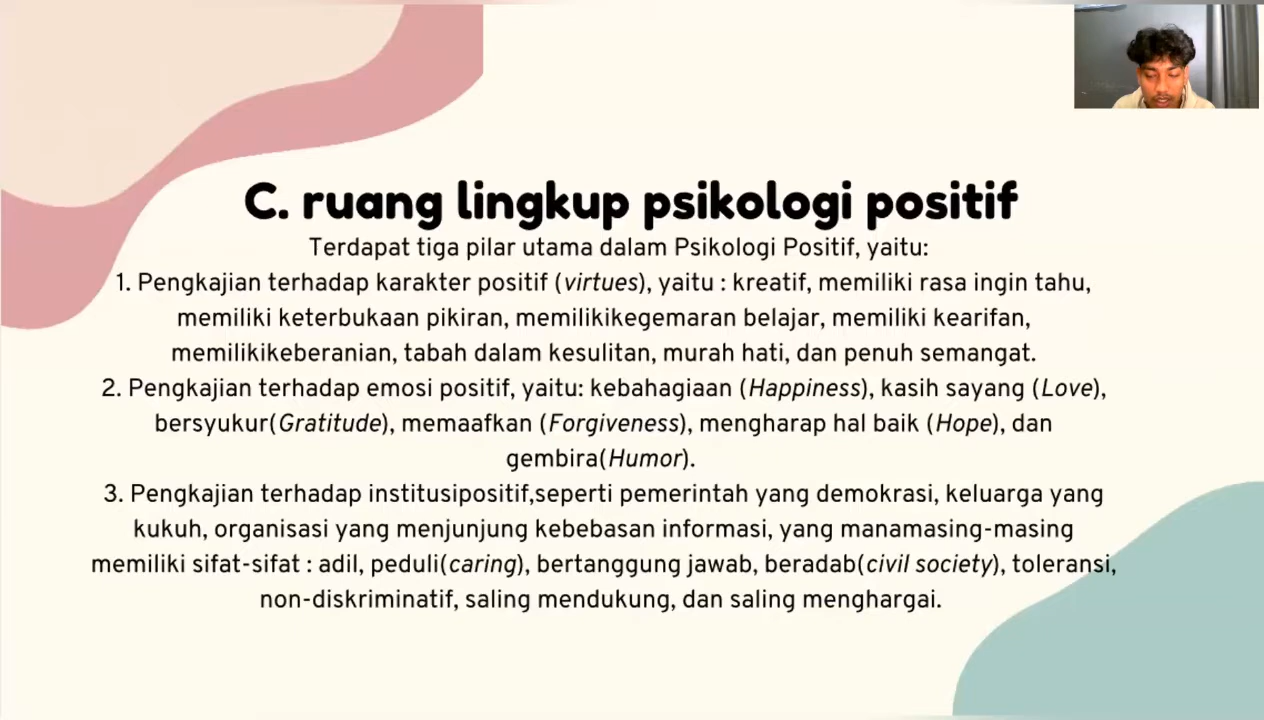 C. ruang lingkup psikologi positif
Terdapat tiga pilar utama dalam Psikologi Positif, yaitu:
1. Pengkajian terhadap karakter positif (virtues), yaitu : kreatif, memiliki rasa ingin tahu,
memiliki keterbukaan pikiran, memilikikegemaran belajar, memiliki kearifan,
memilikikeberanian, tabah dalam kesulitan, murah hati, dan penuh semangat.
2. Pengkajian terhadap emosi positif, yaitu: kebahagiaan (Happiness), kasih sayang (Love),
bersyukur(Gratitude), memaafkan (Forgiveness), mengharap hal baik (Hope), dan
gembira(Humor).
3. Pengkajian terhadap institusipositif,seperti pemerintah yang demokrasi, keluarga yang
kukuh, organisasi yang menjunjung kebebasan informasi, yang manamasing-masing
memiliki sifat-sifat : adil, peduli(caring), bertanggung jawab, beradab(civil society), toleransi,
non-diskriminatif, saling mendukung, dan saling menghargai.